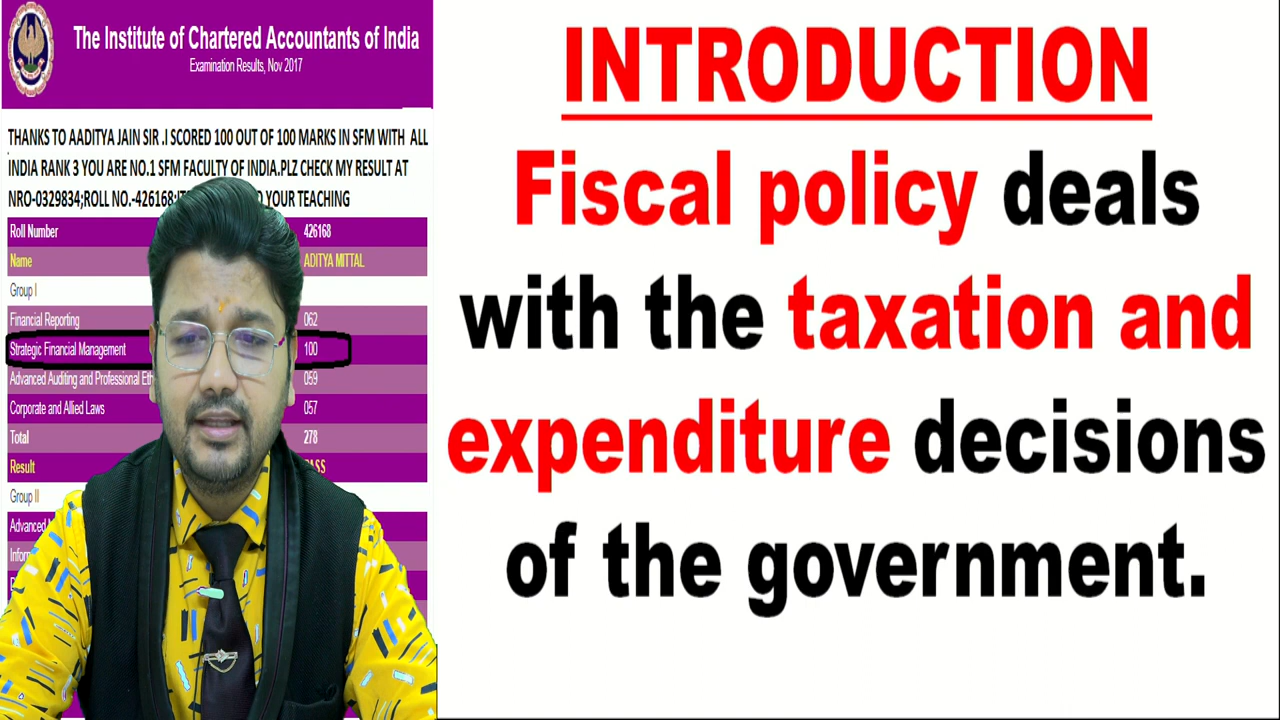 The Institute of Chartered Accountants of India
Examination Results, Nov 2017
THANKS TO AADITYA JAIN SIR .I SCORED 100 OUT OF 100 MARKS IN SFM WITH ALL
INDIA RANK 3 YOU ARE NO.1 SFM FACULTY OF INDIA.PLZ CHECK MY RESULT AT
NRO-0329834;ROLL NO.-426168; YOUR TEACHING
Roll Number 426168
Name ADITYA MITTAL
Group I
Financial Reporting 062
Strategic Financial Management 100
Advanced Auditing and Professional 059
Corporate and Allied Laws 057
Total 278
Result
Group II
Advanced
INTRODUCTION
Fiscal policy deals
with the taxation and
expenditure decisions
of the government.